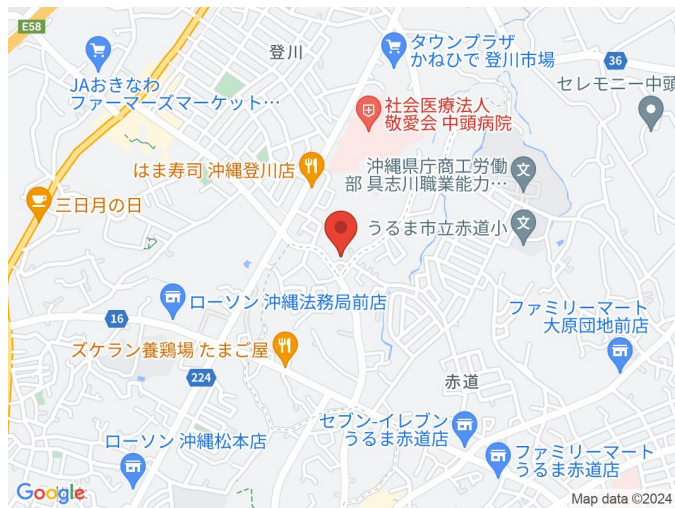 E58
登川
タウンプラザ
かねひで 登川市場
36
JAおきなわ
ファーマーズマーケット…
セレモニー中頭
社会医療法人
敬愛会 中頭病院
はま寿司 沖縄登川店
沖縄県庁商工労働
部 具志川職業能力…
三日月の日
うるま市立赤道小
ローソン 沖縄法務局前店
16
ファミリーマート
大原団地前店
ズケラン養鶏場 たまご屋
224
赤道
セブン-イレブン
うるま赤道店
ローソン 沖縄松本店
ファミリーマート
うるま赤道店
Google
Map data ©2024